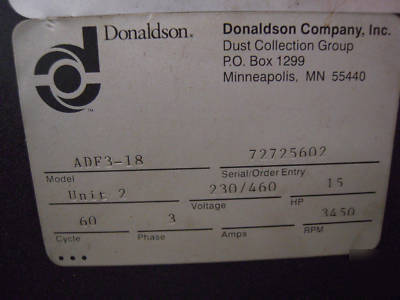 Donaldson® Donaldson Company, Inc.
Dust Collection Group
P.O. Box 1299
Minneapolis, MN 55440
ADF3-18 72725602
Model Serial/Order Entry
Unit 2 230/460 15
Voltage HP
60 3 3450
Cycle Phase Amps RPM